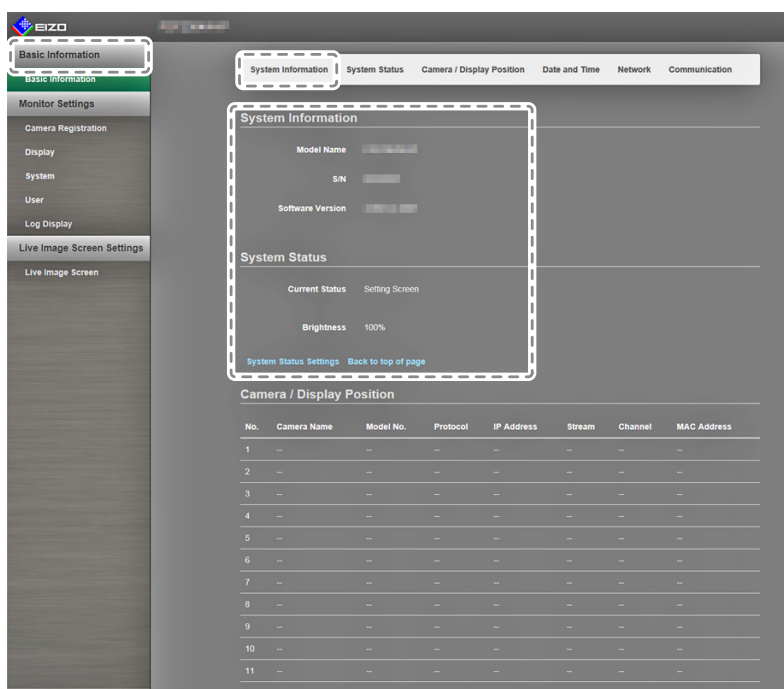 EIZO
Basic Information
Basic Information
Monitor Settings
Camera Registration
Display
System
User
Log Display
Live Image Screen Settings
Live Image Screen
System Information System Status Camera / Display Position Date and Time Network Communication
System Information
Model Name
S/N
Software Version
System Status
Current Status Setting Screen
Brightness 100%
System Status Settings Back to top of page
Camera / Display Position
No. Camera Name Model No. Protocol IP Address Stream Channel MAC Address
1 -- -- -- -- -- -- --
2 -- -- -- -- -- -- --
3 -- -- -- -- -- -- --
4 -- -- -- -- -- -- --
5 -- -- -- -- -- -- --
6 -- -- -- -- -- -- --
7 -- -- -- -- -- -- --
8 -- -- -- -- -- -- --
9 -- -- -- -- -- -- --
10 -- -- -- -- -- -- --
11 -- -- -- -- -- -- --